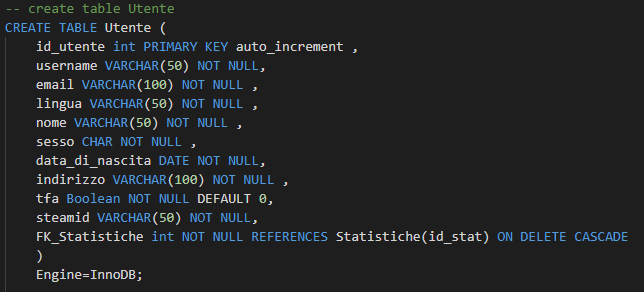 -- create table Utente
CREATE TABLE Utente (
id_utente int PRIMARY KEY auto_increment ,
username VARCHAR(50) NOT NULL,
email VARCHAR(100) NOT NULL ,
lingua VARCHAR(50) NOT NULL ,
nome VARCHAR(50) NOT NULL ,
sesso CHAR NOT NULL ,
data_di_nascita DATE NOT NULL,
indirizzo VARCHAR(100) NOT NULL ,
tfa Boolean NOT NULL DEFAULT 0,
steamid VARCHAR(50) NOT NULL,
FK_Statistiche int NOT NULL REFERENCES Statistiche(id_stat) ON DELETE CASCADE
)
Engine=InnoDB;